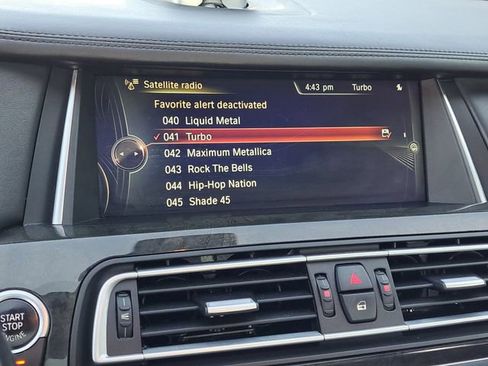 Satellite radio 4:43 pm Turbo
Favorite alert deactivated
040 Liquid Metal
✓ 041 Turbo
042 Maximum Metallica
043 Rock The Bells
044 Hip-Hop Nation
045 Shade 45
START
STOP
ENGINE